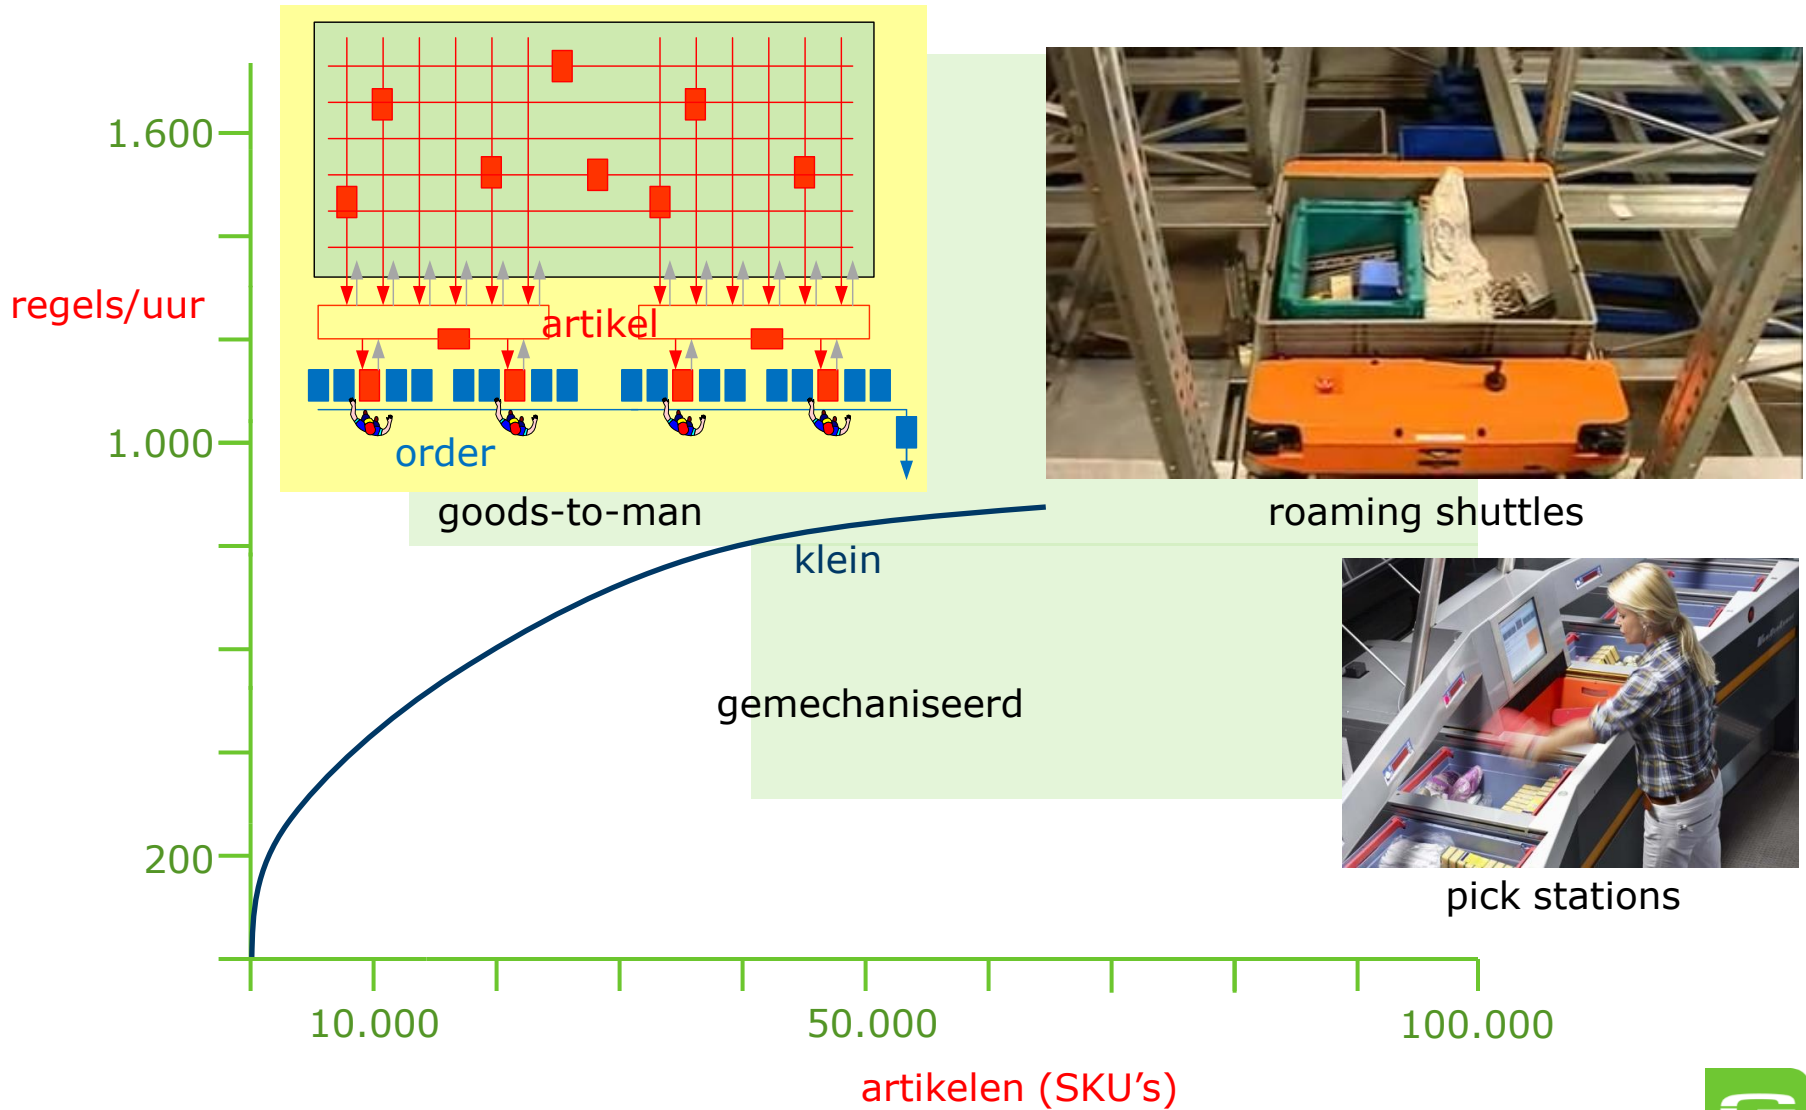 1.600
regels/uur
artikel
1.000
order
goods-to-man
roaming shuttles
klein
gemechaniseerd
200
pick stations
10.000
50.000
100.000
artikelen (SKU's)